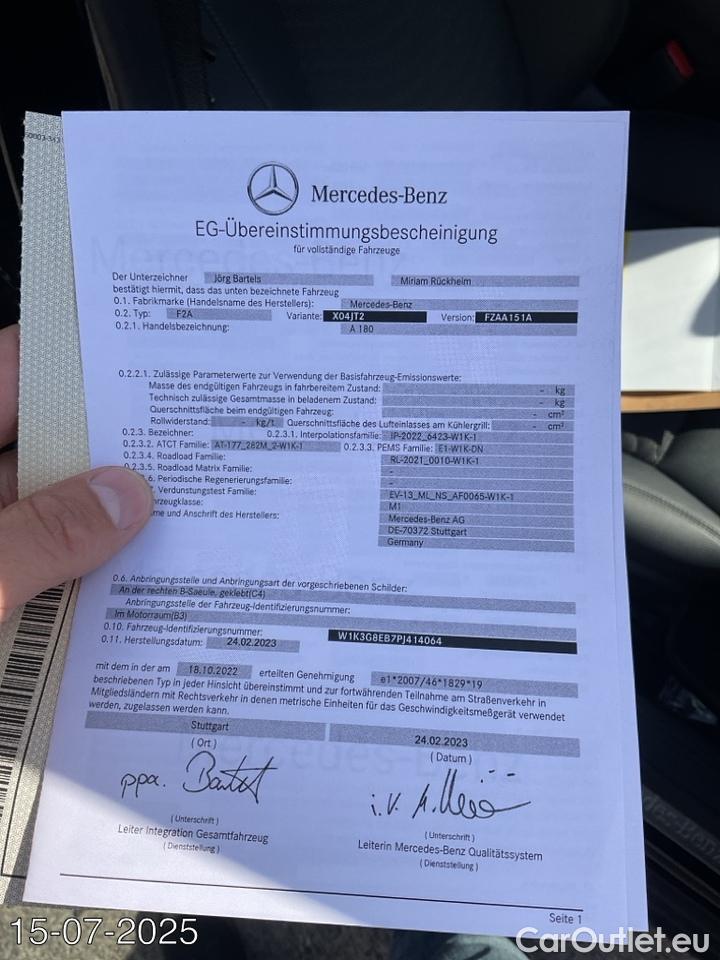 Mercedes-Benz
EG-Übereinstimmungsbescheinigung
für vollständige Fahrzeuge
Der Unterzeichner Jörg Bartels Miriam Rückheim
bestätigt hiermit, dass das unten bezeichnete Fahrzeug
0.1. Fabrikmarke (Handelsname des Herstellers): Mercedes-Benz
0.2. Typ: F2A Variante: X04JT2 Version: FZAA151A
0.2.1. Handelsbezeichnung: A 180
0.2.2.1. Zulässige Parameterwerte zur Verwendung der Basisfahrzeug-Emissionswerte:
Masse des endgültigen Fahrzeugs in fahrbereitem Zustand: - kg
Technisch zulässige Gesamtmasse in beladenem Zustand: - kg
Querschnittsfläche beim endgültigen Fahrzeug: - cm²
Rollwiderstand: - kg/t Querschnittsfläche des Lufteinlasses am Kühlergrill: - cm²
0.2.3. Bezeichner: 0.2.3.1. Interpolationsfamilie: IP-2022_6423-W1K-1
0.2.3.2. ATCT Familie: AT-177_282M_2-W1K-1 0.2.3.3. PEMS Familie: E1-W1K-DN
0.2.3.4. Roadload Familie: RL-2021_0010-W1K-1
0.2.3.5. Roadload Matrix Familie: -
.6. Periodische Regenerierungsfamilie: -
. Verdunstungstest Familie: EV-13_ML_NS_AF0065-W1K-1
hrzeugklasse: M1
me und Anschrift des Herstellers: Mercedes-Benz AG
DE-70372 Stuttgart
Germany
0.6. Anbringungsstelle und Anbringungsart der vorgeschriebenen Schilder:
An der rechten B-Saeule, geklebt(C4)
Anbringungsstelle der Fahrzeug-Identifizierungsnummer:
Im Motorraum(B3)
0.10. Fahrzeug-Identifizierungsnummer: W1K3G8EB7PJ414064
0.11. Herstellungsdatum: 24.02.2023
mit dem in der am 18.10.2022 erteilten Genehmigung e1*2007/46*1829*19
beschriebenen Typ in jeder Hinsicht übereinstimmt und zur fortwährenden Teilnahme am Straßenverkehr in
Mitgliedsländern mit Rechtsverkehr in denen metrische Einheiten für das Geschwindigkeitsmeßgerät verwendet
werden, zugelassen werden kann.
Stuttgart 24.02.2023
(Ort) (Datum)
ppa. i.V.
(Unterschrift) (Unterschrift)
Leiter Integration Gesamtfahrzeug Leiterin Mercedes-Benz Qualitätssystem
(Dienststellung) (Dienststellung)
Seite 1
15-07-2025
CarOutlet.eu